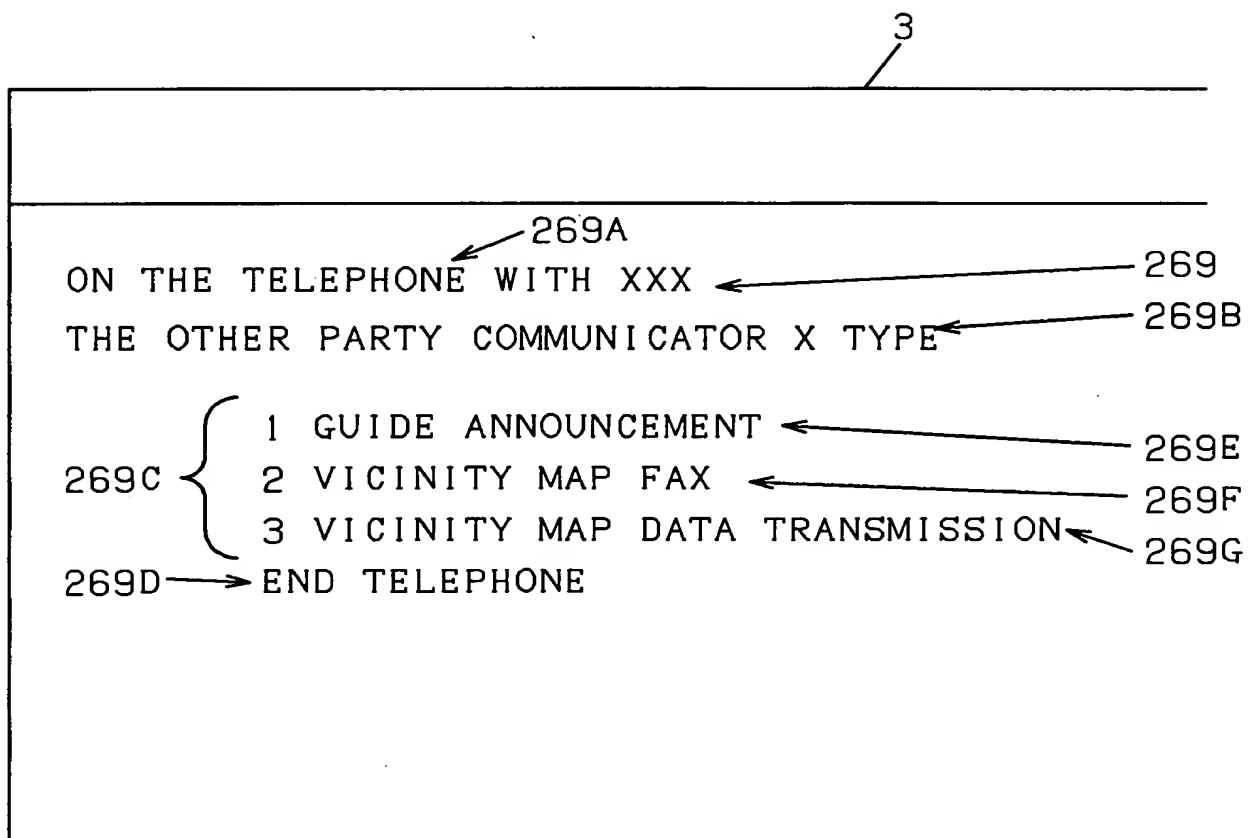 3
269A
ON THE TELEPHONE WITH XXX
269
THE OTHER PARTY COMMUNICATOR X TYPE
269B
269C
1 GUIDE ANNOUNCEMENT
269E
2 VICINITY MAP FAX
269F
3 VICINITY MAP DATA TRANSMISSION
269G
269D
END TELEPHONE